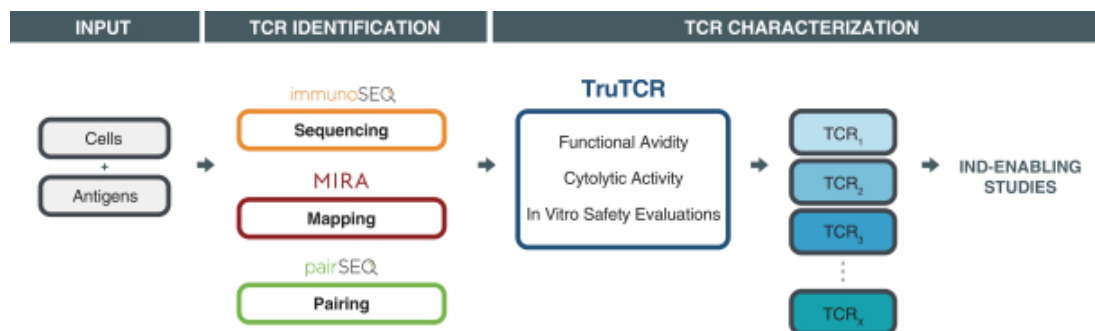 INPUT
TCR IDENTIFICATION
TCR CHARACTERIZATION
Cells
+
Antigens
immunoSEQ
Sequencing
MIRA
Mapping
pairSEQ
Pairing
TruTCR
Functional Avidity
Cytolytic Activity
In Vitro Safety Evaluations
TCR1
TCR2
TCR3
TCRX
IND-ENABLING
STUDIES